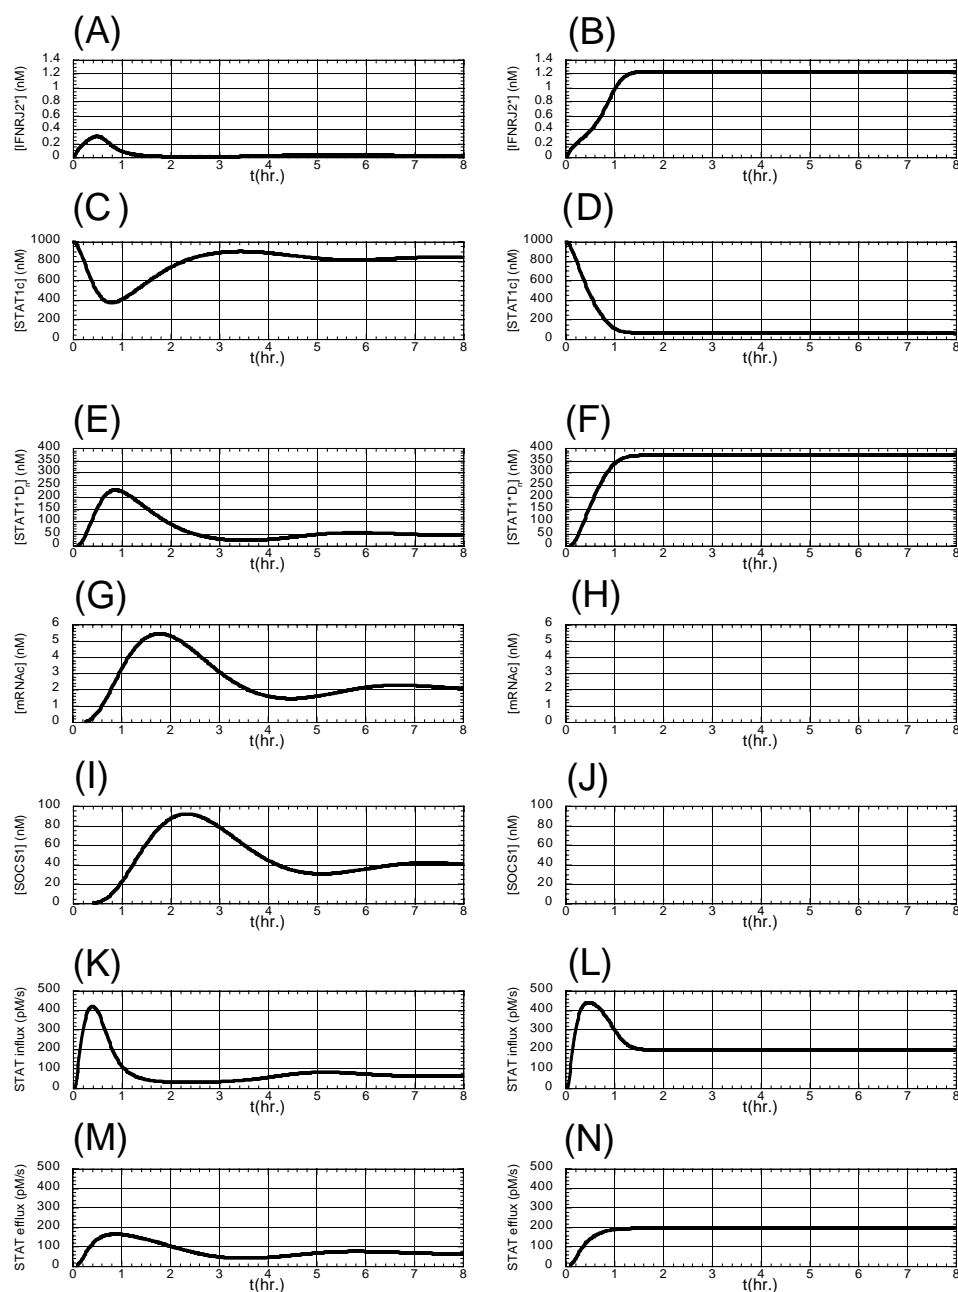 (A)
[IFNRJ2*] (nM)
1.4
1.2
1
0.8
0.6
0.4
0.2
0
0 1 2 3 4 5 6 7 8
t(hr.)
(B)
[IFNRJ2*] (nM)
1.4
1.2
1
0.8
0.6
0.4
0.2
0
0 1 2 3 4 5 6 7 8
t(hr.)
(C )
[STAT1c] (nM)
1000
800
600
400
200
0
0 1 2 3 4 5 6 7 8
t(hr.)
(D)
[STAT1c] (nM)
1000
800
600
400
200
0
0 1 2 3 4 5 6 7 8
t(hr.)
(E)
[STAT1*Dn] (nM)
400
350
300
250
200
150
100
50
0
0 1 2 3 4 5 6 7 8
t(hr.)
(F)
[STAT1*Dn] (nM)
400
350
300
250
200
150
100
50
0
0 1 2 3 4 5 6 7 8
t(hr.)
(G)
[mRNAc] (nM)
6
5
4
3
2
1
0
0 1 2 3 4 5 6 7 8
t(hr.)
(H)
[mRNAc] (nM)
6
5
4
3
2
1
0
0 1 2 3 4 5 6 7 8
t(hr.)
(I)
[SOCS1] (nM)
100
80
60
40
20
0
0 1 2 3 4 5 6 7 8
t(hr.)
(J)
[SOCS1] (nM)
100
80
60
40
20
0
0 1 2 3 4 5 6 7 8
t(hr.)
(K)
STAT influx (pM/s)
500
400
300
200
100
0
0 1 2 3 4 5 6 7 8
t(hr.)
(L)
STAT influx (pM/s)
500
400
300
200
100
0
0 1 2 3 4 5 6 7 8
t(hr.)
(M)
STAT efflux (pM/s)
500
400
300
200
100
0
0 1 2 3 4 5 6 7 8
t(hr.)
(N)
STAT efflux (pM/s)
500
400
300
200
100
0
0 1 2 3 4 5 6 7 8
t(hr.)